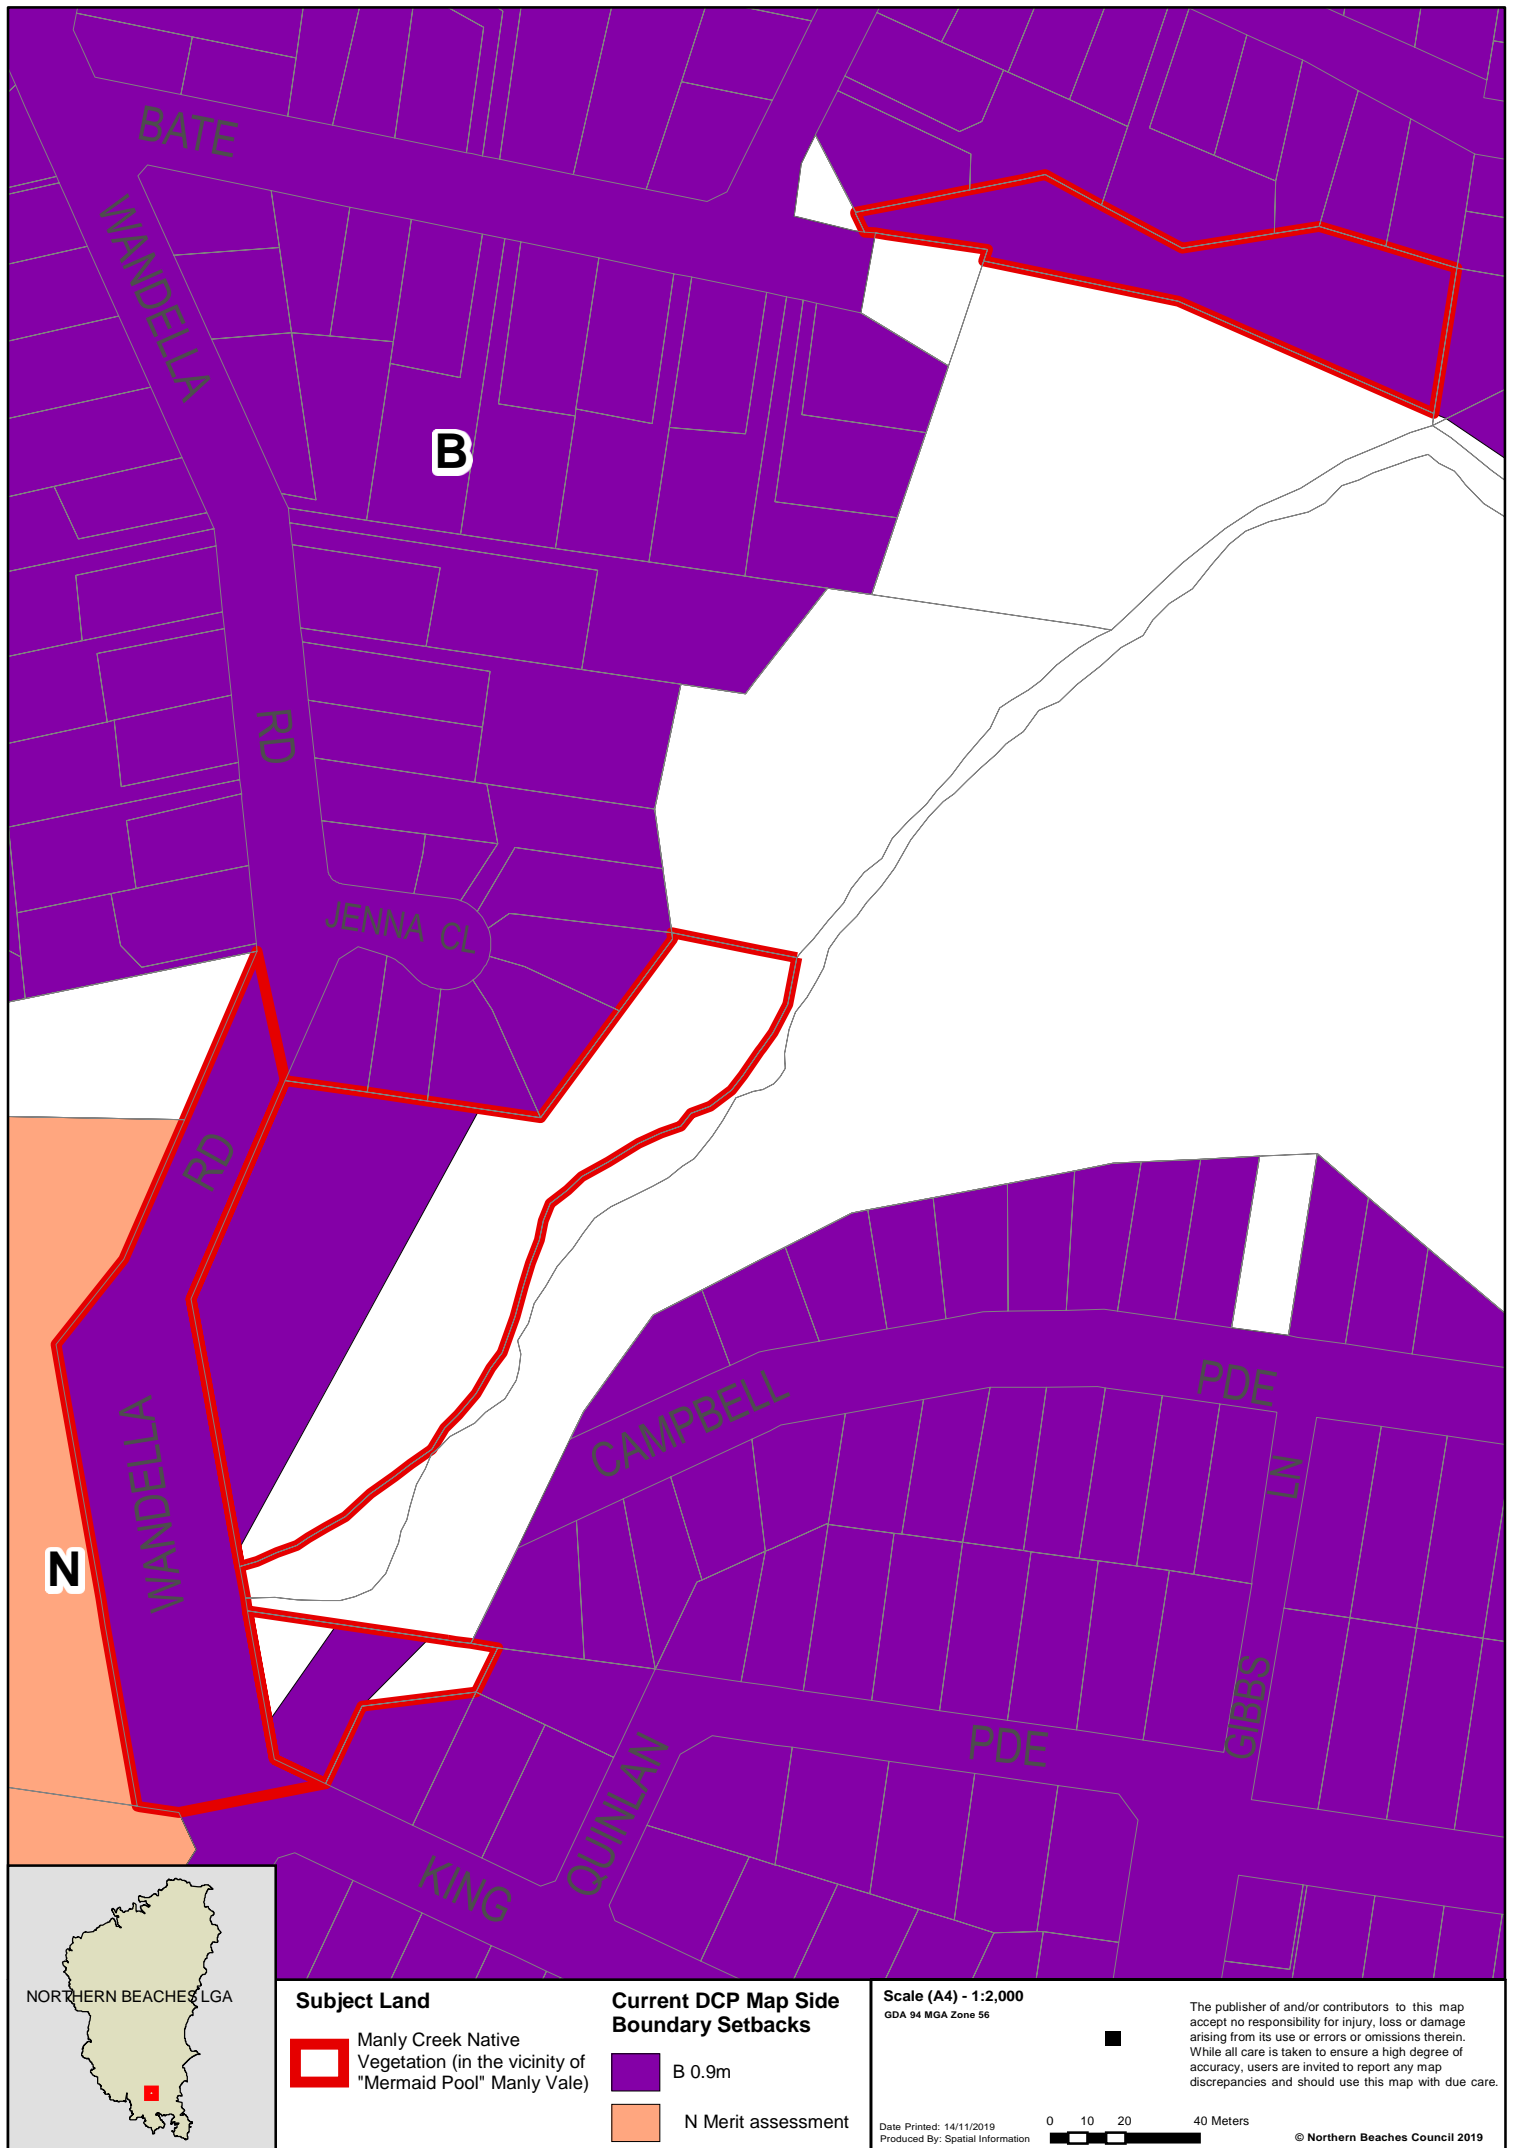 BATE
WANDELLA
B
RD
JENNA CL
RD
WANDELLA
N
CAMPBELL
PDE
LN
GIBBS
PDE
QUINLAN
KING
NORTHERN BEACHES LGA
Subject Land
Manly Creek Native
Vegetation (in the vicinity of
"Mermaid Pool" Manly Vale)
Current DCP Map Side
Boundary Setbacks
B 0.9m
N Merit assessment
Scale (A4) - 1:2,000
GDA 94 MGA Zone 56
Date Printed: 14/11/2019
Produced By: Spatial Information
0 10 20 40 Meters
The publisher of and/or contributors to this map
accept no responsibility for injury, loss or damage
arising from its use or errors or omissions therein.
While all care is taken to ensure a high degree of
accuracy, users are invited to report any map
discrepancies and should use this map with due care.
© Northern Beaches Council 2019